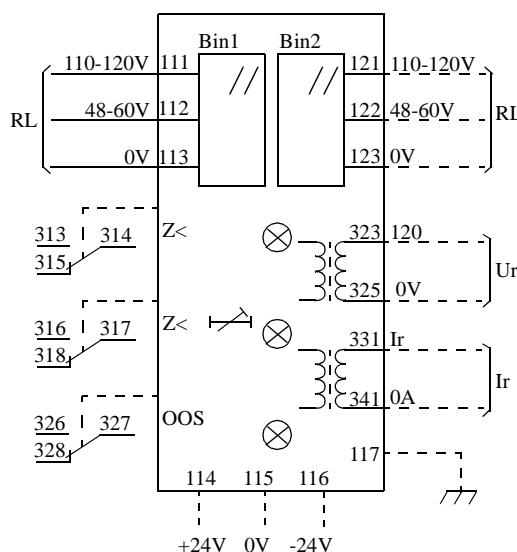 Bin1 Bin2
110-120V 111 121 110-120V
RL 48-60V 112 122 48-60V RL
0V 113 123 0V
313 314 Z< 323 120
315
325 0V Ur
316 317 Z< 331 Ir
318
341 0A Ir
326 327 OOS
328 117
114 115 116
+24V 0V -24V